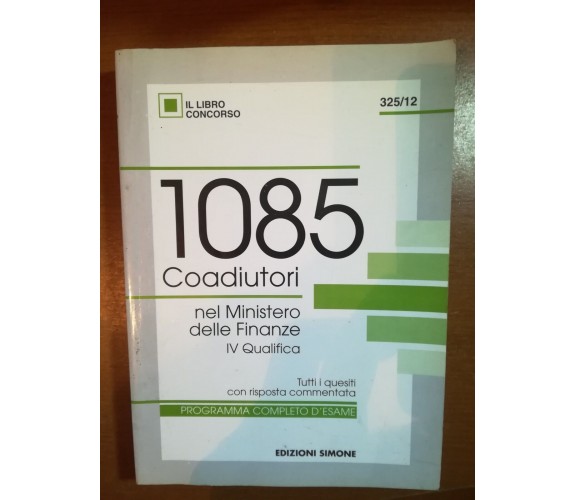 IL LIBRO
CONCORSO
325/12
1085
Coadiutori
nel Ministero
delle Finanze
IV Qualifica
Tutti i quesiti
con risposta commentata
PROGRAMMA COMPLETO D'ESAME
EDIZIONI SIMONE